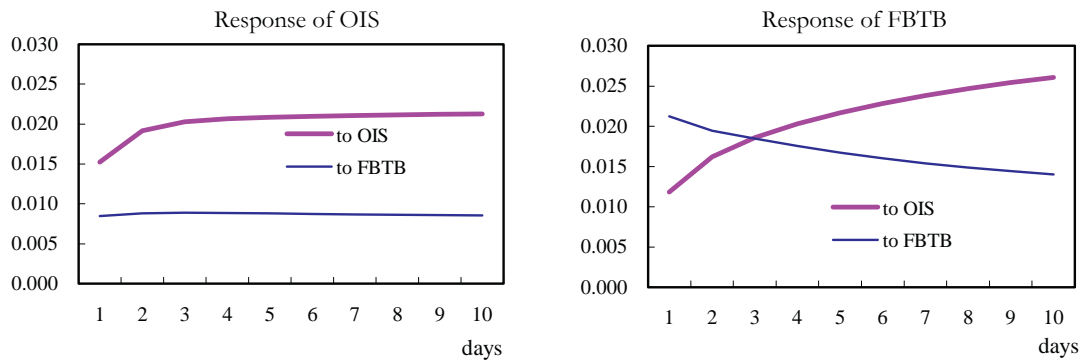 Response of OIS
0.030
0.025
0.020
0.015
0.010
0.005
0.000
to OIS
to FBTB
1 2 3 4 5 6 7 8 9 10
days
Response of FBTB
0.030
0.025
0.020
0.015
0.010
0.005
0.000
to OIS
to FBTB
1 2 3 4 5 6 7 8 9 10
days